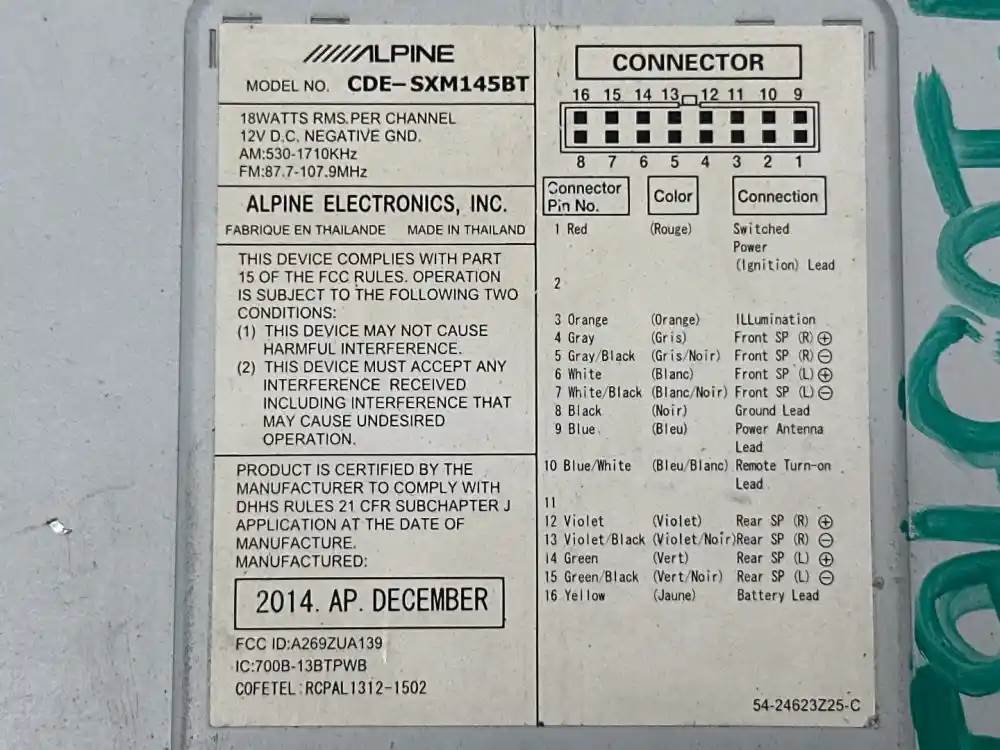 ALPINE
MODEL NO. CDE-SXM145BT
18WATTS RMS.PER CHANNEL
12V D.C. NEGATIVE GND.
AM:530-1710KHz
FM:87.7-107.9MHz
ALPINE ELECTRONICS, INC.
FABRIQUE EN THAILANDE MADE IN THAILAND
THIS DEVICE COMPLIES WITH PART
15 OF THE FCC RULES. OPERATION
IS SUBJECT TO THE FOLLOWING TWO
CONDITIONS:
(1) THIS DEVICE MAY NOT CAUSE
HARMFUL INTERFERENCE.
(2) THIS DEVICE MUST ACCEPT ANY
INTERFERENCE RECEIVED
INCLUDING INTERFERENCE THAT
MAY CAUSE UNDESIRED
OPERATION.
PRODUCT IS CERTIFIED BY THE
MANUFACTURER TO COMPLY WITH
DHHS RULES 21 CFR SUBCHAPTER J
APPLICATION AT THE DATE OF
MANUFACTURE.
MANUFACTURED:
2014. AP. DECEMBER
FCC ID:A269ZUA139
IC:700B-13BTPWB
COFETEL:RCPAL1312-1502
CONNECTOR
16 15 14 13 12 11 10 9
8 7 6 5 4 3 2 1
Connector Pin No. Color Connection
1 Red (Rouge) Switched
Power
(Ignition) Lead
2
3 Orange (Orange) ILLumination
4 Gray (Gris) Front SP (R) ⊕
5 Gray/Black (Gris/Noir) Front SP (R) ⊖
6 White (Blanc) Front SP (L) ⊕
7 White/Black (Blanc/Noir) Front SP (L) ⊖
8 Black (Noir) Ground Lead
9 Blue (Bleu) Power Antenna
Lead
10 Blue/White (Bleu/Blanc) Remote Turn-on
Lead
11
12 Violet (Violet) Rear SP (R) ⊕
13 Violet/Black (Violet/Noir) Rear SP (R) ⊖
14 Green (Vert) Rear SP (L) ⊕
15 Green/Black (Vert/Noir) Rear SP (L) ⊖
16 Yellow (Jaune) Battery Lead
54-24623Z25-C